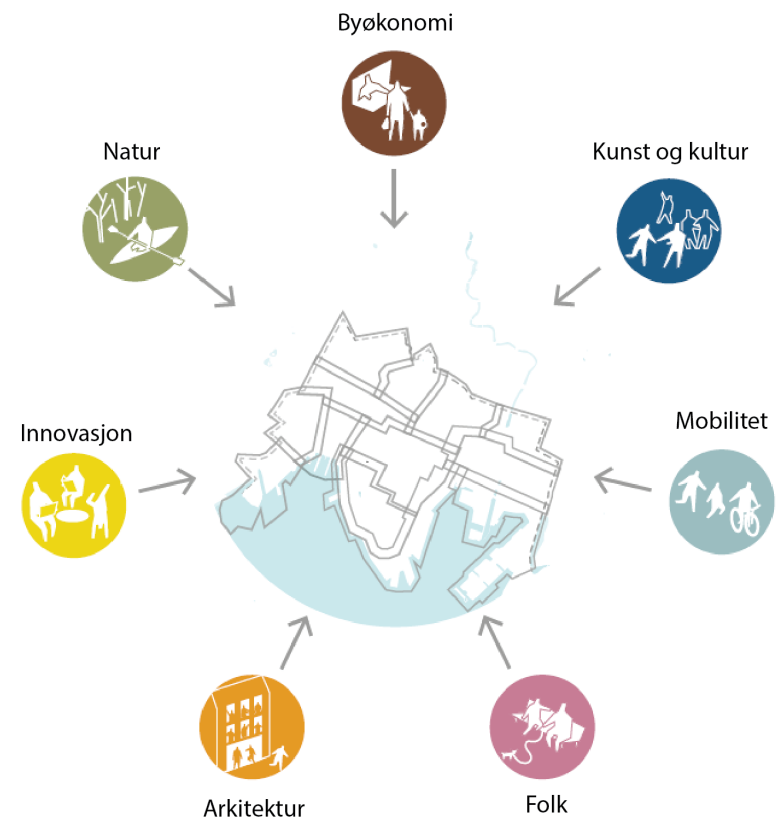 Byøkonomi
Natur
Kunst og kultur
Innovasjon
Mobilitet
Arkitektur
Folk